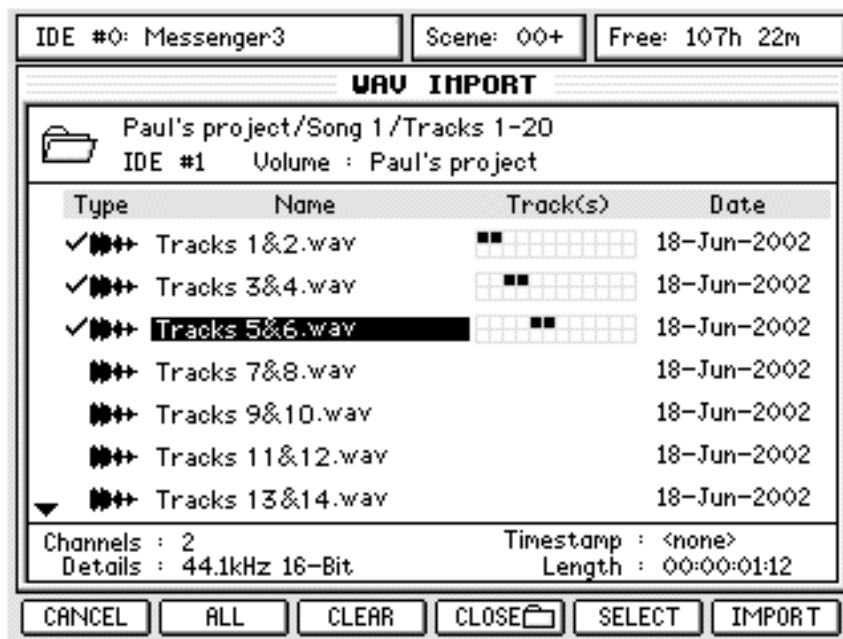 IDE #0: Messenger3 Scene: 00+ Free: 107h 22m
WAV IMPORT
Paul's project/Song 1/Tracks 1-20
IDE #1 Volume : Paul's project
Type Name Track(s) Date
Tracks 1&2.wav 18-Jun-2002
Tracks 3&4.wav 18-Jun-2002
Tracks 5&6.wav 18-Jun-2002
Tracks 7&8.wav 18-Jun-2002
Tracks 9&10.wav 18-Jun-2002
Tracks 11&12.wav 18-Jun-2002
Tracks 13&14.wav 18-Jun-2002
Channels : 2 Timestamp : <none>
Details : 44.1kHz 16-Bit Length : 00:00:01:12
CANCEL ALL CLEAR CLOSE SELECT IMPORT